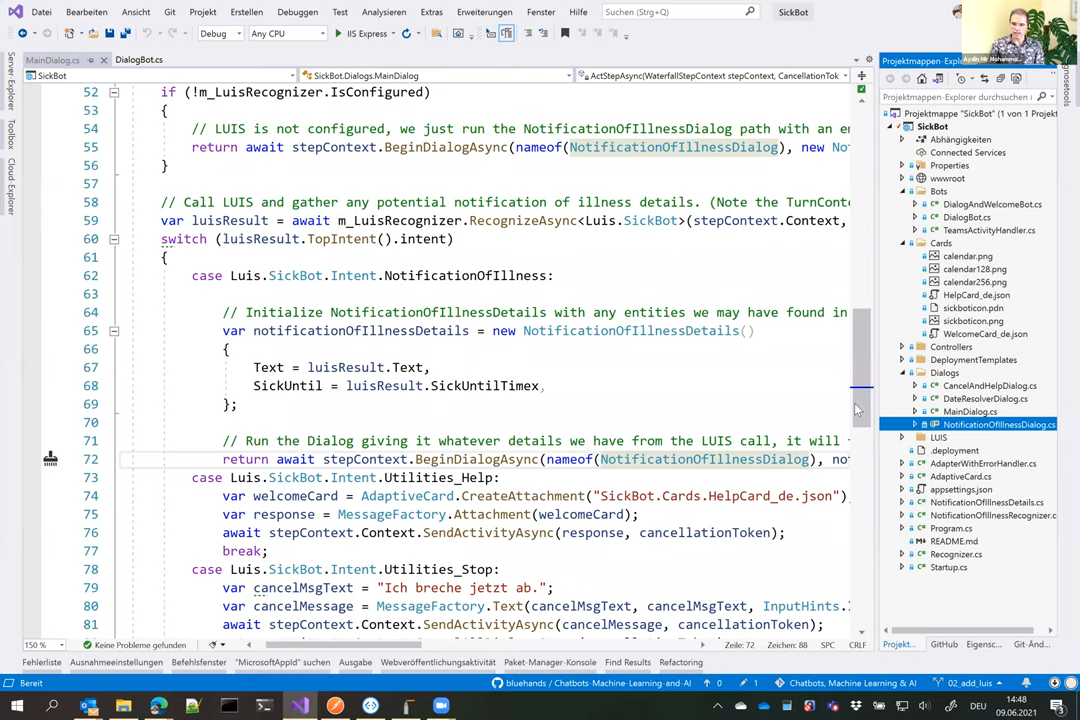 Datei Bearbeiten Ansicht Git Projekt Erstellen Debuggen Test Analysieren Extras Erweiterungen Fenster Hilfe Suchen (Strg+Q) SickBot
Debug Any CPU IIS Express
MainDialog.cs DialogBot.cs
SickBot SickBot.Dialogs.MainDialog ActStepAsync(WaterfallStepContext stepContext, CancellationTok
Server-Explorer
Toolbox
Cloud-Explorer
52 if (!m_LuisRecognizer.IsConfigured)
53 {
54 // LUIS is not configured, we just run the NotificationOfIllnessDialog path with an em
55 return await stepContext.BeginDialogAsync(nameof(NotificationOfIllnessDialog), new Not
56 }
57
58 // Call LUIS and gather any potential notification of illness details. (Note the TurnConte
59 var luisResult = await m_LuisRecognizer.RecognizeAsync<Luis.SickBot>(stepContext.Context,
60 switch (luisResult.TopIntent().intent)
61 {
62 case Luis.SickBot.Intent.NotificationOfIllness:
63
64 // Initialize NotificationOfIllnessDetails with any entities we may have found in
65 var notificationOfIllnessDetails = new NotificationOfIllnessDetails()
66 {
67 Text = luisResult.Text,
68 SickUntil = luisResult.SickUntilTimex,
69 };
70
71 // Run the Dialog giving it whatever details we have from the LUIS call, it will
72 return await stepContext.BeginDialogAsync(nameof(NotificationOfIllnessDialog), no
73 case Luis.SickBot.Intent.Utilities_Help:
74 var welcomeCard = AdaptiveCard.CreateAttachment("SickBot.Cards.HelpCard_de.json")
75 var response = MessageFactory.Attachment(welcomeCard);
76 await stepContext.Context.SendActivityAsync(response, cancellationToken);
77 break;
78 case Luis.SickBot.Intent.Utilities_Stop:
79 var cancelMsgText = "Ich breche jetzt ab.";
80 var cancelMessage = MessageFactory.Text(cancelMsgText, cancelMsgText, InputHints.
81 await stepContext.Context.SendActivityAsync(cancelMessage, cancellationToken);
150 % Keine Probleme gefunden Zeile: 72 Zeichen: 88 SPC CRLF
Projektmappen-Explorer
Projektmappen-Explorer durchsuchen
Projektmappe "SickBot" (1 von 1 Projekt
SickBot
Abhängigkeiten
Connected Services
Properties
wwwroot
Bots
DialogAndWelcomeBot.cs
DialogBot.cs
TeamsActivityHandler.cs
Cards
calendar.png
calendar128.png
calendar256.png
HelpCard_de.json
sickboticon.pdn
sickboticon.png
WelcomeCard_de.json
Controllers
DeploymentTemplates
Dialogs
CancelAndHelpDialog.cs
DateResolverDialog.cs
MainDialog.cs
NotificationOfIllnessDialog.cs
LUIS
.deployment
AdapterWithErrorHandler.cs
AdaptiveCard.cs
appsettings.json
NotificationOfIllnessDetails.cs
NotificationOfIllnessRecognizer.c
Program.cs
README.md
Recognizer.cs
Startup.cs
Projekt... GitHub Eigensc... Git-Änd...
Fehlerliste Ausnahmeeinstellungen Befehlsfenster "MicrosoftAppId" suchen Ausgabe Webveröffentlichungsaktivität Paket-Manager-Konsole Find Results Refactoring
Bereit bluehands / Chatbots-Machine-Learning-and-AI 0 1 Chatbots, Machine Learning & AI 02_add_luis
DEU 14:48
09.06.2021